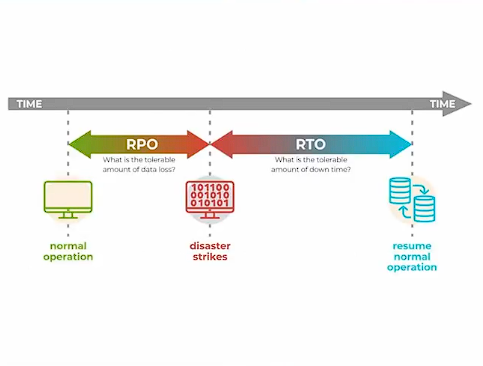 TIME
TIME
RPO
What is the tolerable
amount of data loss?
RTO
What is the tolerable
amount of down time?
101100
001010
010101
normal
operation
disaster
strikes
resume
normal
operation